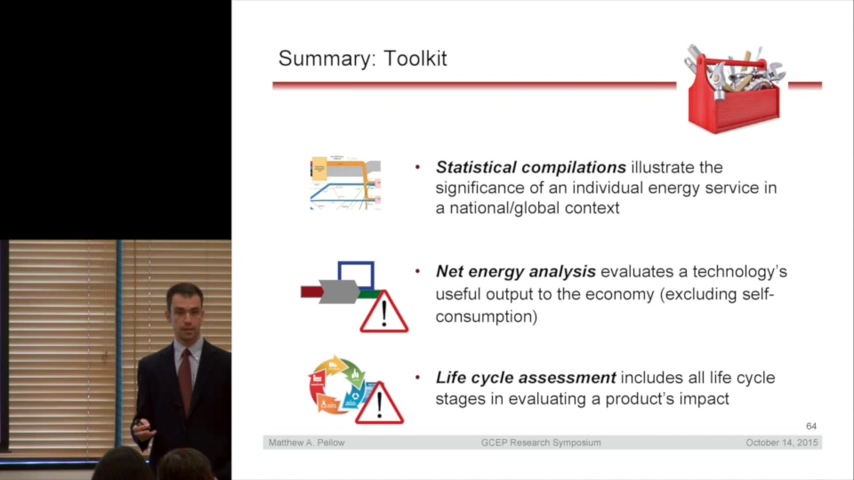 Summary: Toolkit
• Statistical compilations illustrate the
significance of an individual energy service in
a national/global context
• Net energy analysis evaluates a technology's
useful output to the economy (excluding self-
consumption)
• Life cycle assessment includes all life cycle
stages in evaluating a product's impact
64
Matthew A. Pellow GCEP Research Symposium October 14, 2015